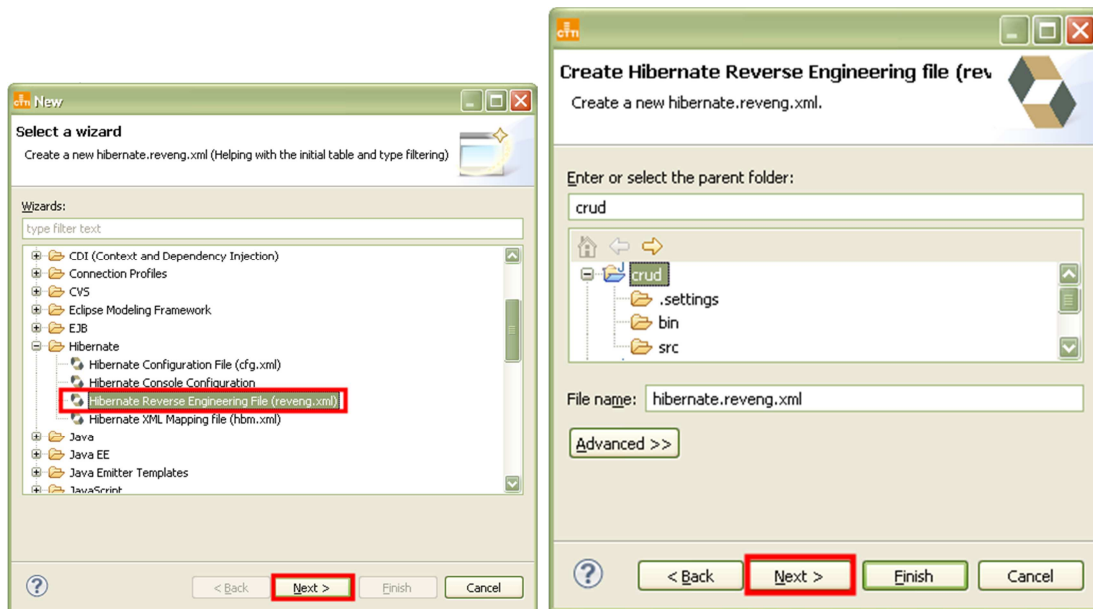 CTTI New
Select a wizard
Create a new hibernate.reveng.xml (Helping with the initial table and type filtering)
Wizards:
type filter text
CDI (Context and Dependency Injection)
Connection Profiles
CVS
Eclipse Modeling Framework
EJB
Hibernate
Hibernate Configuration File (cfg.xml)
Hibernate Console Configuration
Hibernate Reverse Engineering File (reveng.xml)
Hibernate XML Mapping file (hbm.xml)
Java
Java EE
Java Emitter Templates
JavaScript
?
< Back
Next >
Finish
Cancel
CTTI
Create Hibernate Reverse Engineering file (rev
Create a new hibernate.reveng.xml.
Enter or select the parent folder:
crud
crud
.settings
bin
src
File name: hibernate.reveng.xml
Advanced >>
?
< Back
Next >
Finish
Cancel